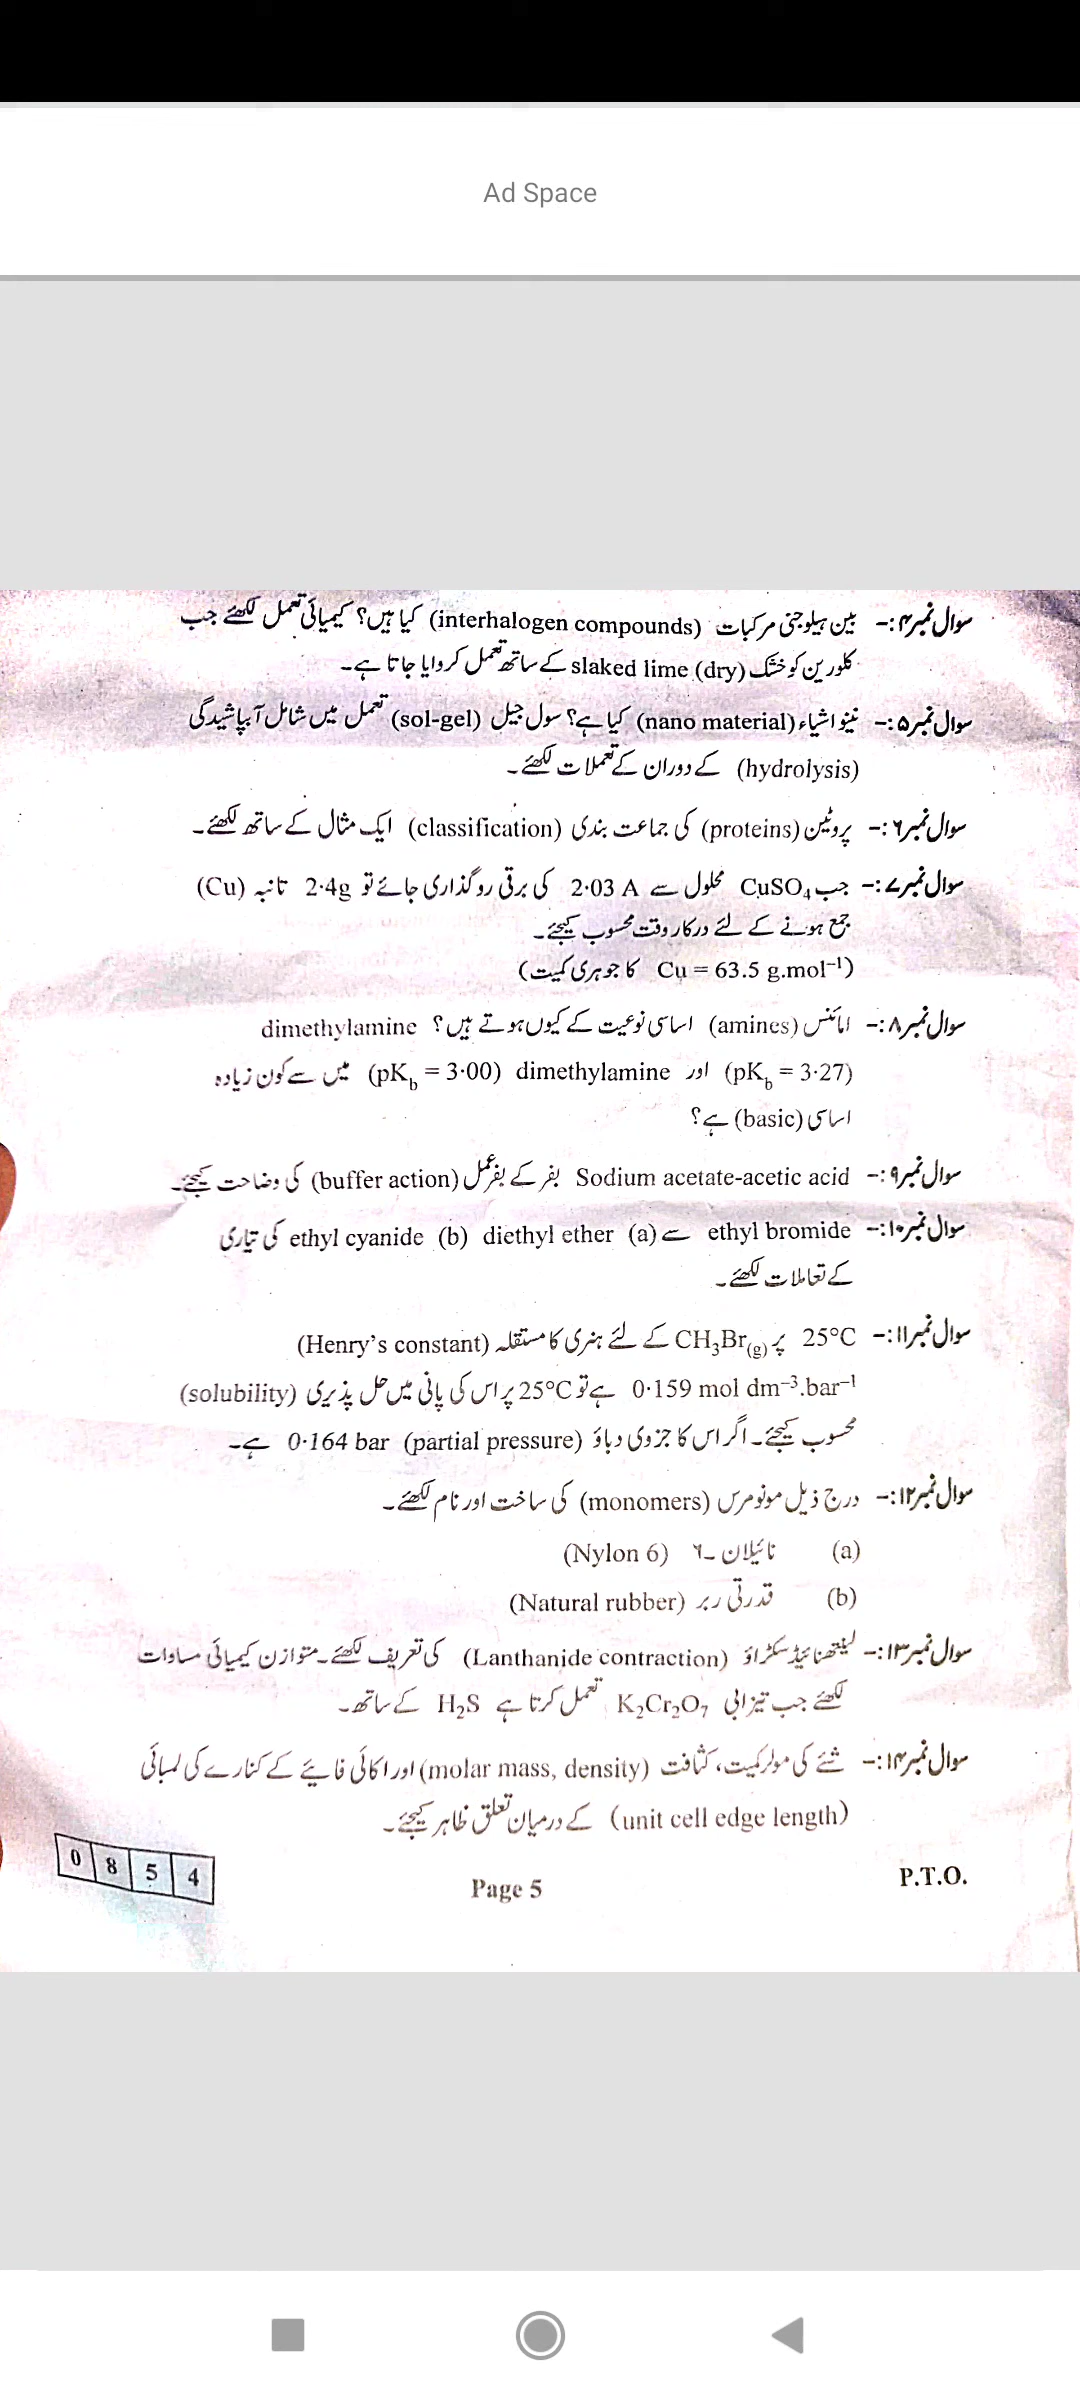 Ad Space
سوال نمبر۴:- بین ہیلوجنی مرکبات (interhalogen compounds) کیا ہیں؟ کیمیائی تعمل لکھئے جب
کلورین کو خشک (dry) slaked lime کے ساتھ تعمل کروایا جاتا ہے۔
سوال نمبر۵:- نینو اشیاء (nano material) کیا ہے؟ سول جیل (sol-gel) تعمل میں شامل آبپاشیدگی
(hydrolysis) کے دوران کے تعملات لکھئے۔
سوال نمبر۶:- پروٹین (proteins) کی جماعت بندی (classification) ایک مثال کے ساتھ لکھئے۔
سوال نمبر۷:- جب CuSO₄ محلول سے 2·03 A کی برقی رو گذاری جائے تو 2·4g تانبہ (Cu)
جمع ہونے کے لئے درکار وقت محسوب کیجئے۔
(Cu = 63.5 g.mol⁻¹ کا جوہری کمیت)
سوال نمبر۸:- امائنس (amines) اساسی نوعیت کے کیوں ہوتے ہیں؟ dimethylamine
(pK_b = 3·27) اور dimethylamine (pK_b = 3·00) میں سے کون زیادہ
اساسی (basic) ہے؟
سوال نمبر۹:- Sodium acetate-acetic acid بفر کے بفر عمل (buffer action) کی وضاحت کیجئے۔
سوال نمبر۱۰:- ethyl bromide سے (a) diethyl ether (b) ethyl cyanide کی تیاری
کے تعاملات لکھئے۔
سوال نمبر۱۱:- 25°C پر CH₃Br(g) کے لئے ہنری کا مستقلہ (Henry's constant)
0·159 mol dm⁻³.bar⁻¹ ہے تو 25°C پر اس کی پانی میں حل پذیری (solubility)
محسوب کیجئے۔ اگر اس کا جزوی دباؤ (partial pressure) 0·164 bar ہے۔
سوال نمبر۱۲:- درج ذیل مونومرس (monomers) کی ساخت اور نام لکھئے۔
(a) نائیلان ۔۶ (Nylon 6)
(b) قدرتی ربر (Natural rubber)
سوال نمبر۱۳:- لینتھنائیڈ سکڑاؤ (Lanthanide contraction) کی تعریف لکھئے۔ متوازن کیمیائی مساوات
لکھئے جب تیزابی K₂Cr₂O₇ تعمل کرتا ہے H₂S کے ساتھ۔
سوال نمبر۱۴:- شئے کی مولر کمیت، کثافت (molar mass, density) اور اکائی فایے کے کنارے کی لمبائی
(unit cell edge length) کے درمیان تعلق ظاہر کیجئے۔
0 8 5 4
Page 5
P.T.O.